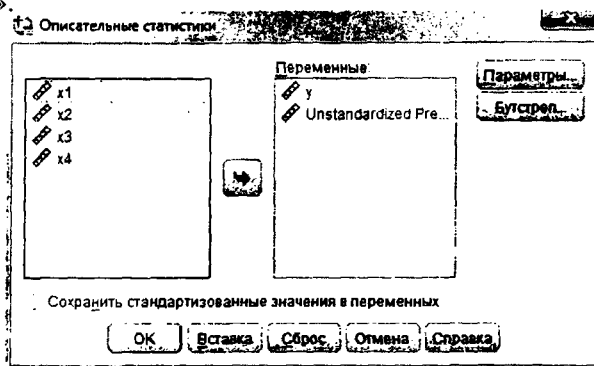 ».
Описательные статистики
Переменные:
x1
x2
x3
x4
y
Unstandardized Pre...
Параметры...
Бутстреп...
Сохранить стандартизованные значения в переменных
OK
Вставка
Сброс
Отмена
Справка